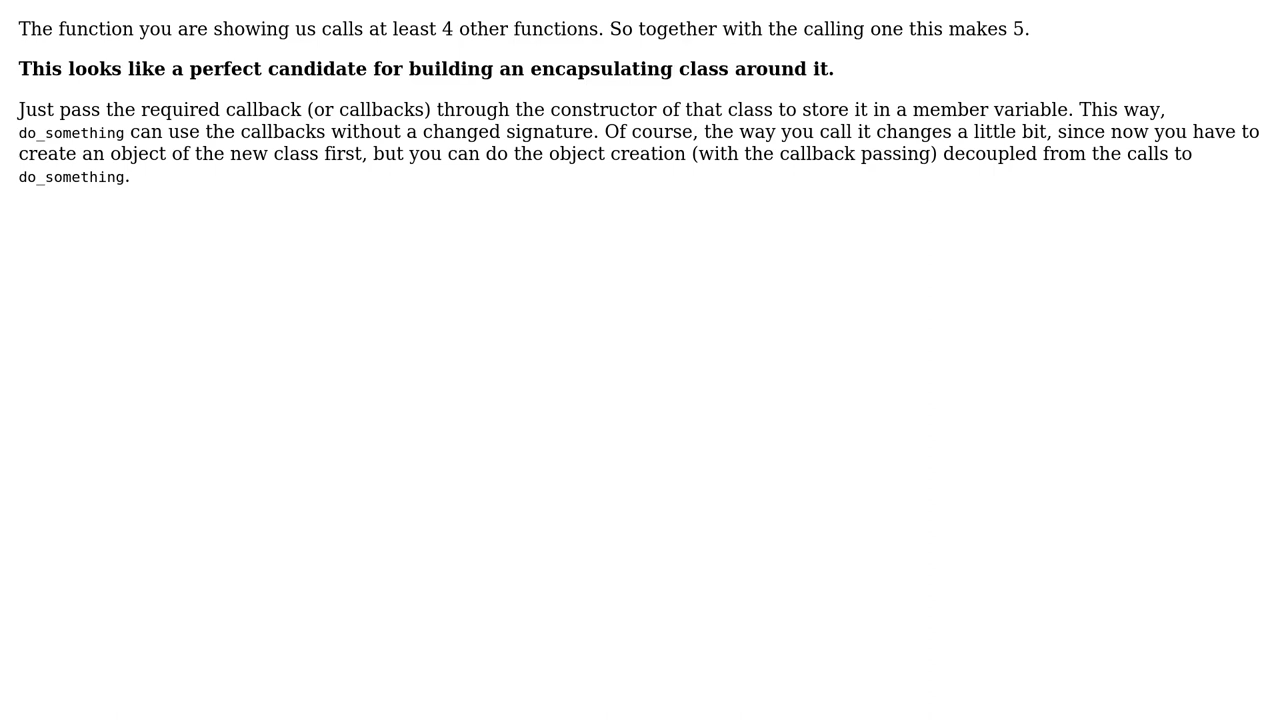 The function you are showing us calls at least 4 other functions. So together with the calling one this makes 5.
This looks like a perfect candidate for building an encapsulating class around it.
Just pass the required callback (or callbacks) through the constructor of that class to store it in a member variable. This way,
do_something can use the callbacks without a changed signature. Of course, the way you call it changes a little bit, since now you have to
create an object of the new class first, but you can do the object creation (with the callback passing) decoupled from the calls to
do_something.